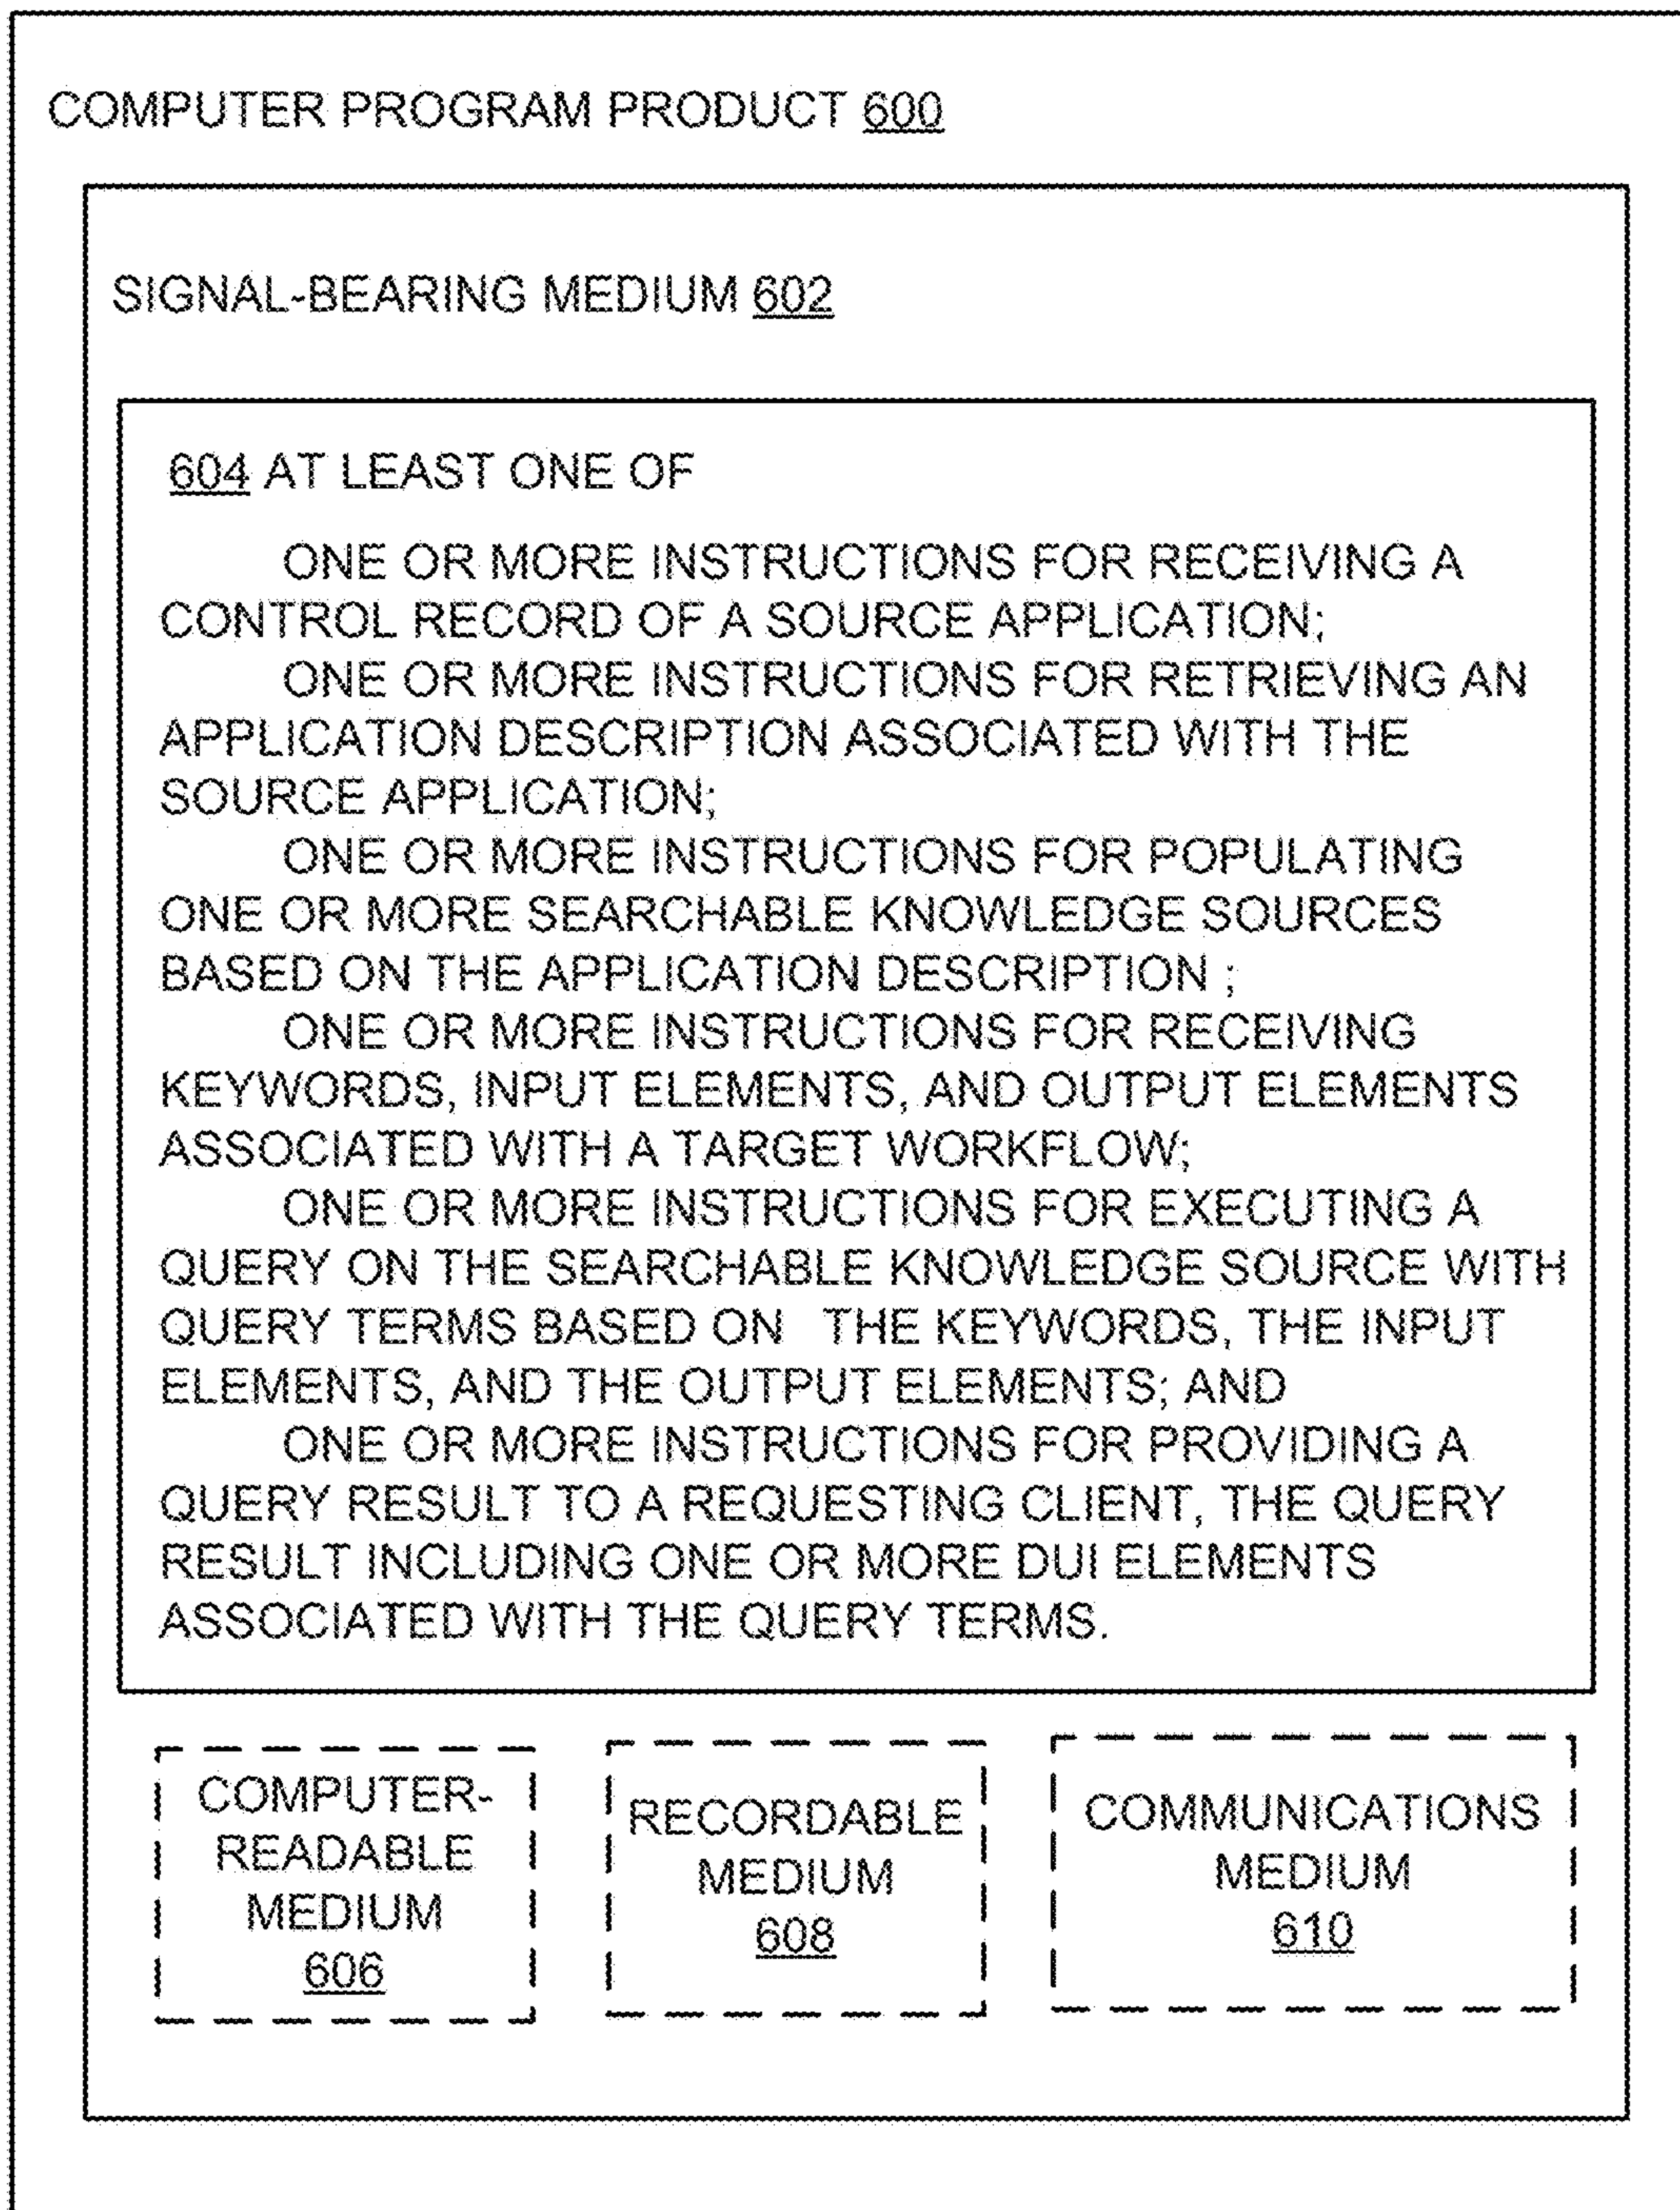 COMPUTER PROGRAM PRODUCT 600
SIGNAL-BEARING MEDIUM 602
604 AT LEAST ONE OF
ONE OR MORE INSTRUCTIONS FOR RECEIVING A
CONTROL RECORD OF A SOURCE APPLICATION;
ONE OR MORE INSTRUCTIONS FOR RETRIEVING AN
APPLICATION DESCRIPTION ASSOCIATED WITH THE
SOURCE APPLICATION;
ONE OR MORE INSTRUCTIONS FOR POPULATING
ONE OR MORE SEARCHABLE KNOWLEDGE SOURCES
BASED ON THE APPLICATION DESCRIPTION ;
ONE OR MORE INSTRUCTIONS FOR RECEIVING
KEYWORDS, INPUT ELEMENTS, AND OUTPUT ELEMENTS
ASSOCIATED WITH A TARGET WORKFLOW;
ONE OR MORE INSTRUCTIONS FOR EXECUTING A
QUERY ON THE SEARCHABLE KNOWLEDGE SOURCE WITH
QUERY TERMS BASED ON THE KEYWORDS, THE INPUT
ELEMENTS, AND THE OUTPUT ELEMENTS; AND
ONE OR MORE INSTRUCTIONS FOR PROVIDING A
QUERY RESULT TO A REQUESTING CLIENT, THE QUERY
RESULT INCLUDING ONE OR MORE DUI ELEMENTS
ASSOCIATED WITH THE QUERY TERMS.
COMPUTER-
READABLE
MEDIUM
606
RECORDABLE
MEDIUM
608
COMMUNICATIONS
MEDIUM
610